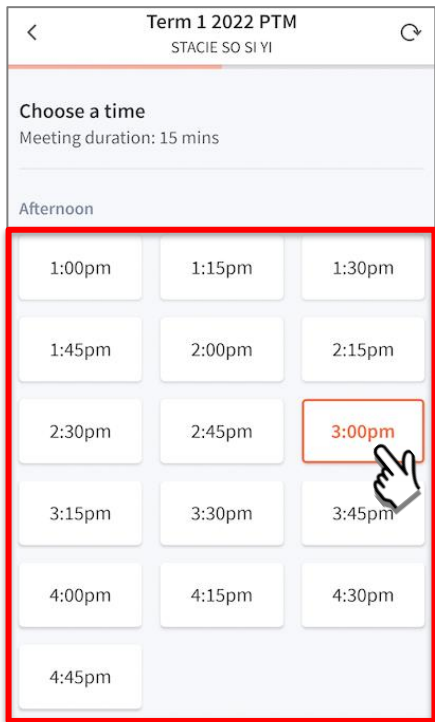 Term 1 2022 PTM
STACIE SO SI YI
Choose a time
Meeting duration: 15 mins
Afternoon
1:00pm 1:15pm 1:30pm
1:45pm 2:00pm 2:15pm
2:30pm 2:45pm 3:00pm
3:15pm 3:30pm 3:45pm
4:00pm 4:15pm 4:30pm
4:45pm